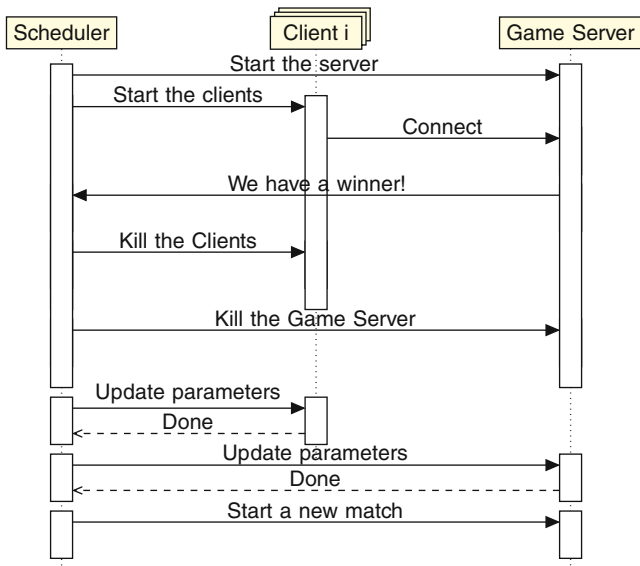 Scheduler
Client i
Game Server
Start the server
Start the clients
Connect
We have a winner!
Kill the Clients
Kill the Game Server
Update parameters
Done
Update parameters
Done
Start a new match